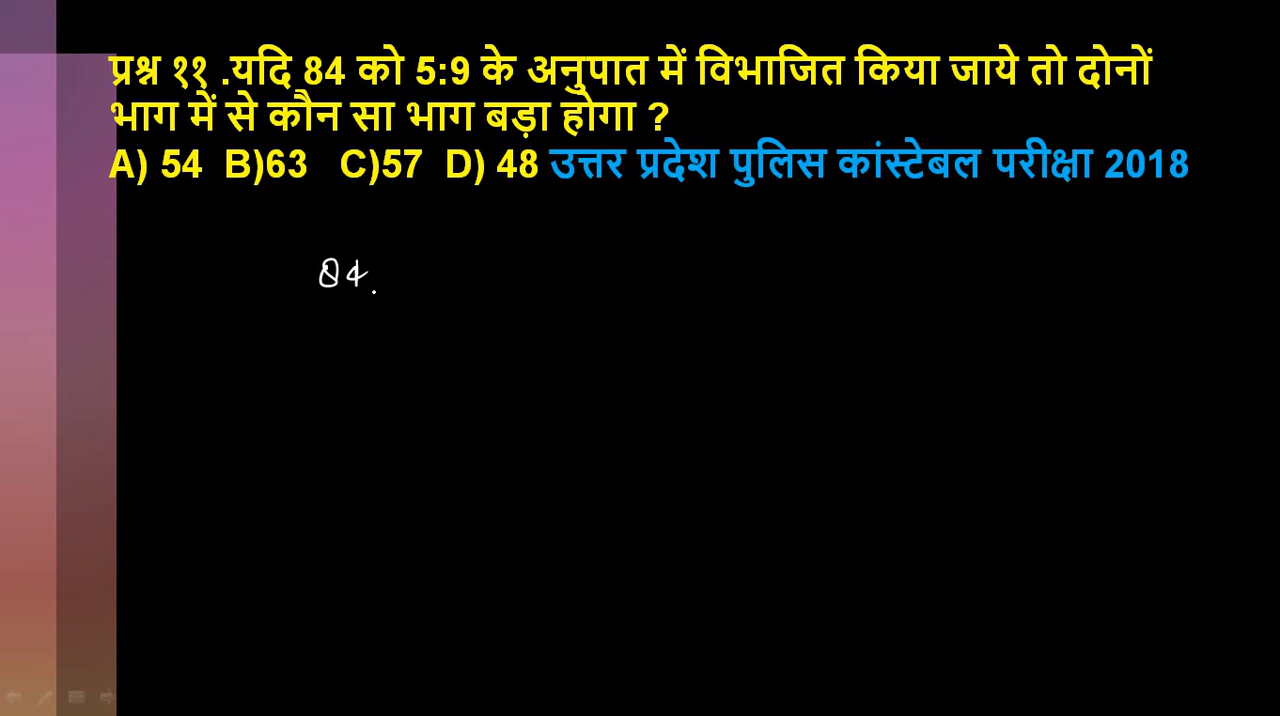 प्रश्न ११ .यदि 84 को 5:9 के अनुपात में विभाजित किया जाये तो दोनों
भाग में से कौन सा भाग बड़ा होगा ?
A) 54 B)63 C)57 D) 48 उत्तर प्रदेश पुलिस कांस्टेबल परीक्षा 2018
84.